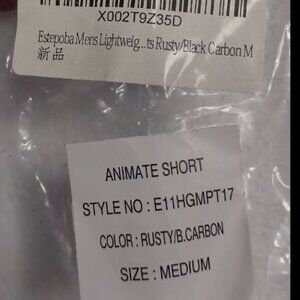 X002T9Z35D
Estepoba Mens Lightweig...ts Rusty/Black Carbon M
新品
ANIMATE SHORT
STYLE NO : E11HGMPT17
COLOR : RUSTY/B.CARBON
SIZE : MEDIUM